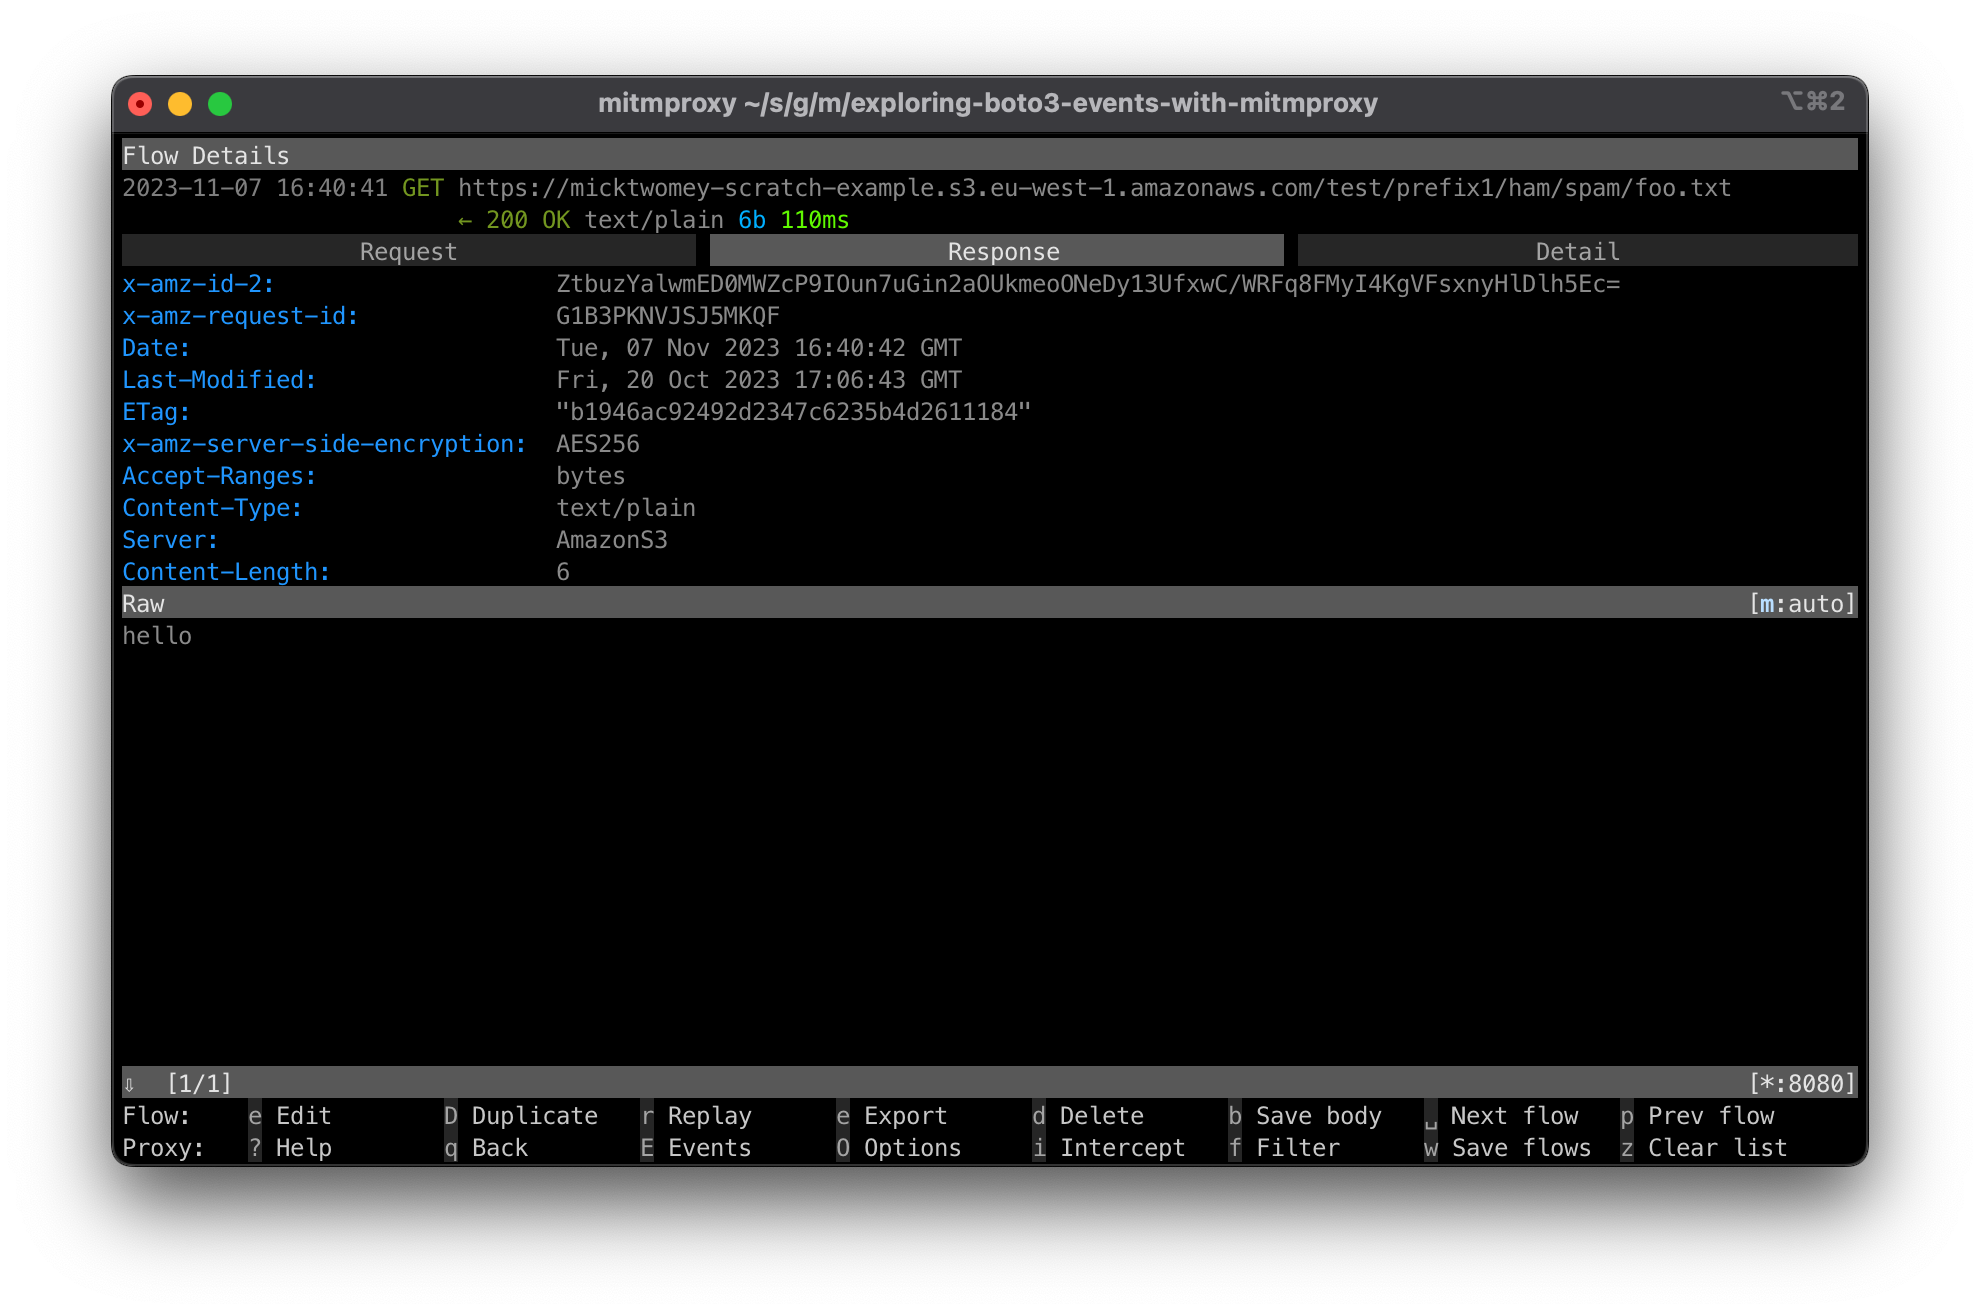 mitmproxy ~/s/g/m/exploring-boto3-events-with-mitmproxy ⌥⌘2
Flow Details
2023-11-07 16:40:41 GET https://micktwomey-scratch-example.s3.eu-west-1.amazonaws.com/test/prefix1/ham/spam/foo.txt
← 200 OK text/plain 6b 110ms
Request Response Detail
x-amz-id-2: ZtbuzYalwmED0MWZcP9IOun7uGin2aOUkmeoONeDy13UfxwC/WRFq8FMyI4KgVFsxnyHlDlh5Ec=
x-amz-request-id: G1B3PKNVJSJ5MKQF
Date: Tue, 07 Nov 2023 16:40:42 GMT
Last-Modified: Fri, 20 Oct 2023 17:06:43 GMT
ETag: "b1946ac92492d2347c6235b4d2611184"
x-amz-server-side-encryption: AES256
Accept-Ranges: bytes
Content-Type: text/plain
Server: AmazonS3
Content-Length: 6
Raw [m:auto]
hello
⇩ [1/1] [*:8080]
Flow: e Edit D Duplicate r Replay e Export d Delete b Save body ␣ Next flow p Prev flow
Proxy: ? Help q Back E Events O Options i Intercept f Filter w Save flows z Clear list